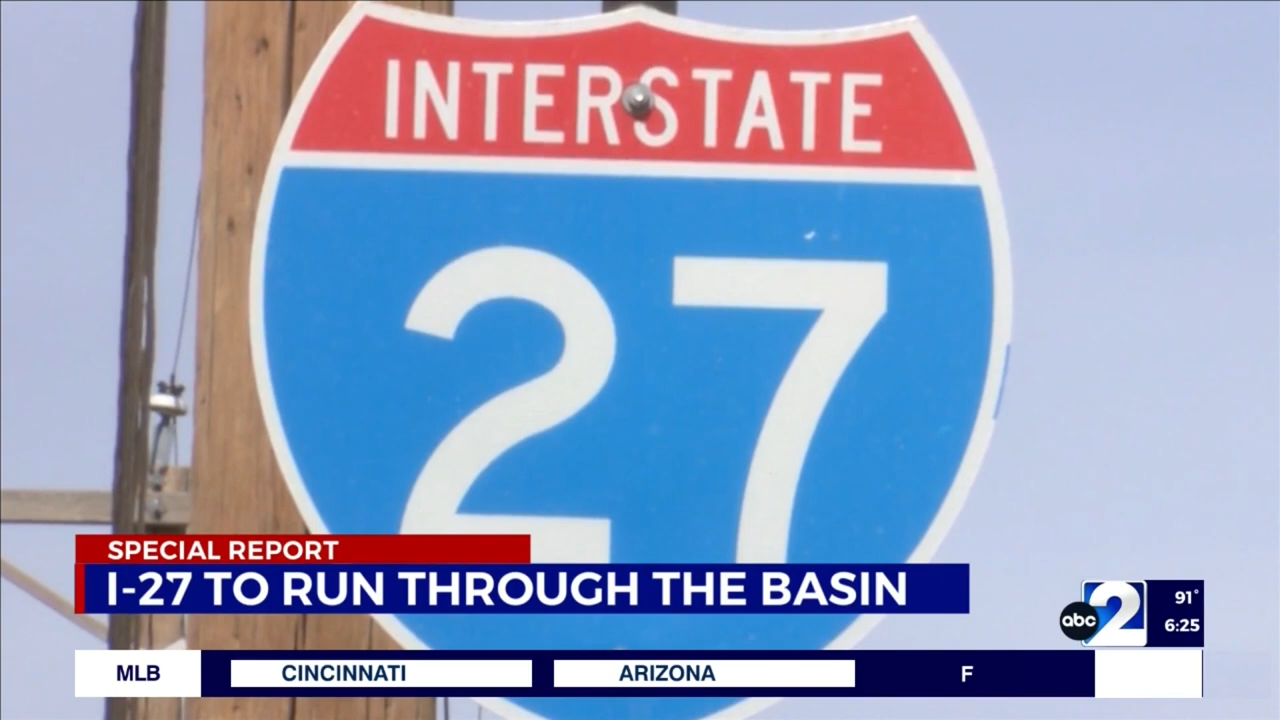 INTERSTATE
27
SPECIAL REPORT
I-27 TO RUN THROUGH THE BASIN
abc 2
91°
6:25
MLB CINCINNATI ARIZONA F